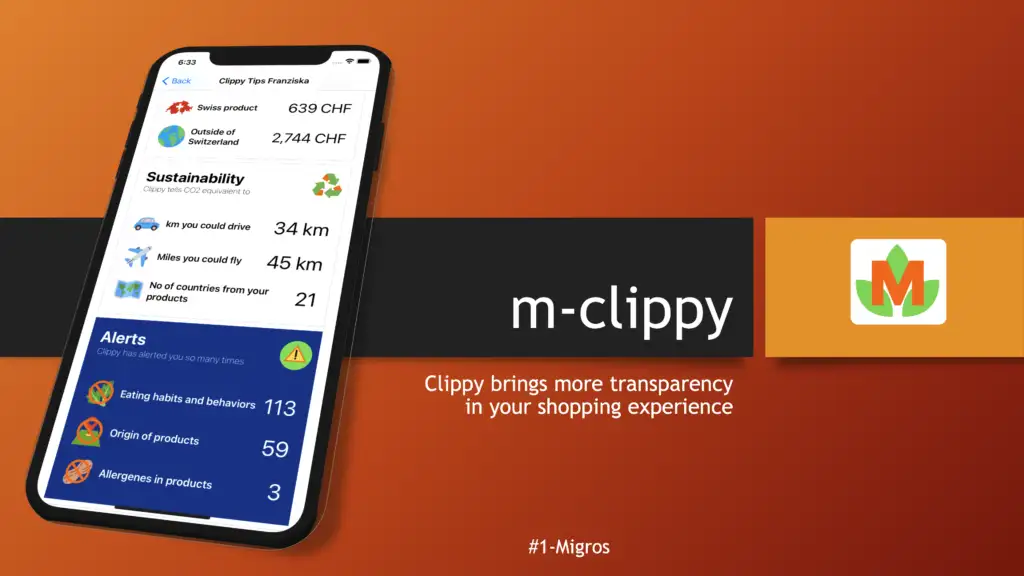 6:33
Back
Clippy Tips Franziska
Swiss product 639 CHF
Outside of
Switzerland 2,744 CHF
Sustainability
Clippy tells CO2 equivalent to
km you could drive 34 km
Miles you could fly 45 km
No of countries from your
products 21
Alerts
Clippy has alerted you so many times
Eating habits and behaviors 113
Origin of products 59
Allergenes in products 3
m-clippy
M
Clippy brings more transparency
in your shopping experience
#1-Migros